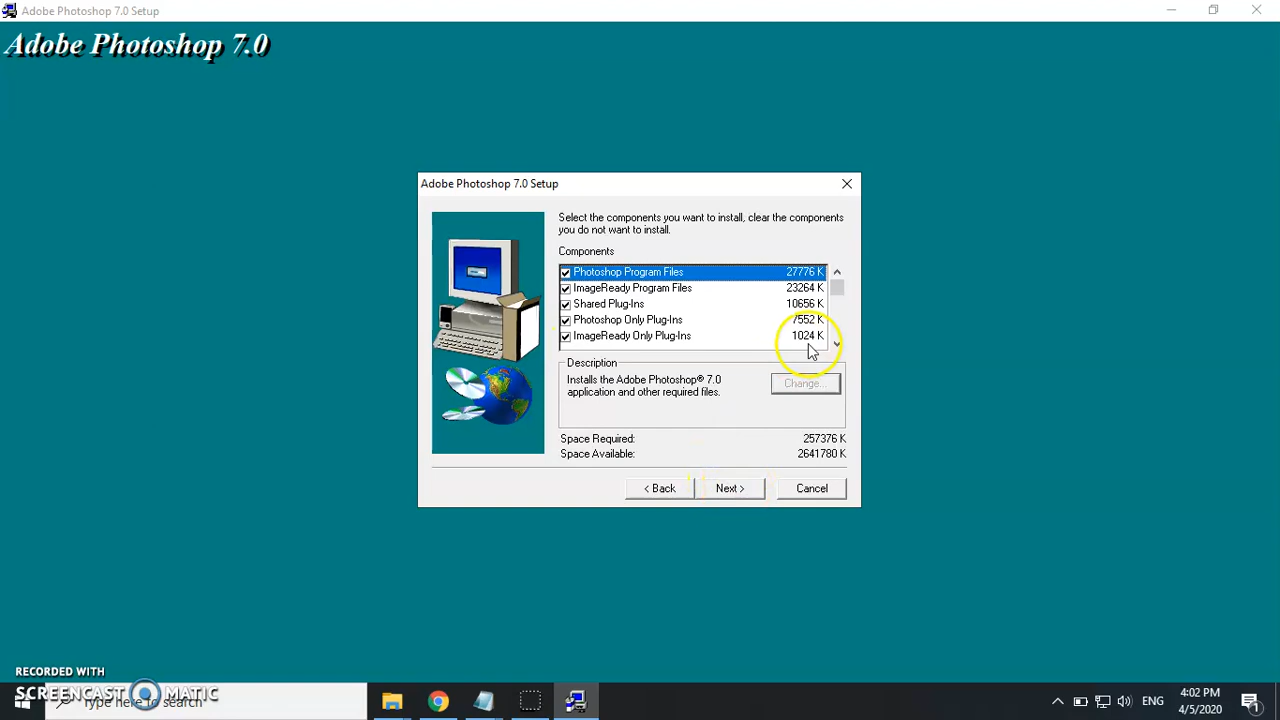 Adobe Photoshop 7.0 Setup
Adobe Photoshop 7.0
Adobe Photoshop 7.0 Setup
Select the components you want to install, clear the components
you do not want to install.
Components
Photoshop Program Files 27776 K
ImageReady Program Files 23264 K
Shared Plug-Ins 10656 K
Photoshop Only Plug-Ins 7552 K
ImageReady Only Plug-Ins 1024 K
Description
Installs the Adobe Photoshop® 7.0
application and other required files.
Change...
Space Required: 257376 K
Space Available: 2641780 K
< Back
Next >
Cancel
RECORDED WITH
SCREENCAST MATIC
Type here to search
ENG
4:02 PM
4/5/2020
1